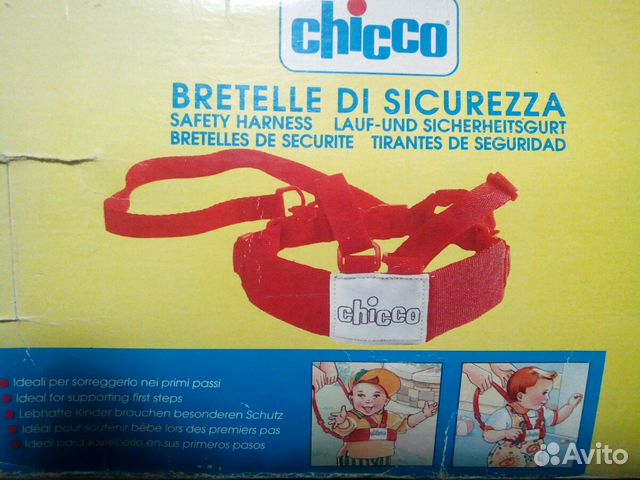 chicco
BRETELLE DI SICUREZZA
SAFETY HARNESS LAUF-UND SICHERHEITSGURT
BRETELLES DE SECURITE TIRANTES DE SEGURIDAD
chicco
Ideali per sorreggerlo nei primi passi
Ideal for supporting first steps
Lebhafte Kinder brauchen besonderen Schutz
Idéal pour soutenir bébé lors des premiers pas
Ideal para sostenerlo en sus primeros pasos
Avito